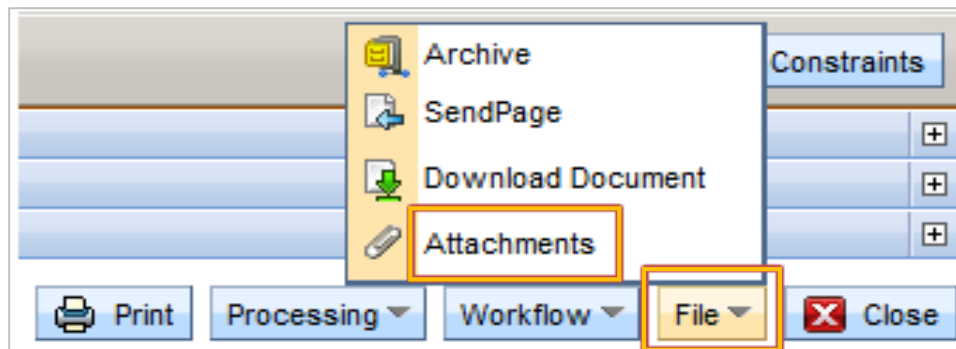 Archive
Constraints
SendPage
Download Document
Attachments
Print Processing Workflow File Close